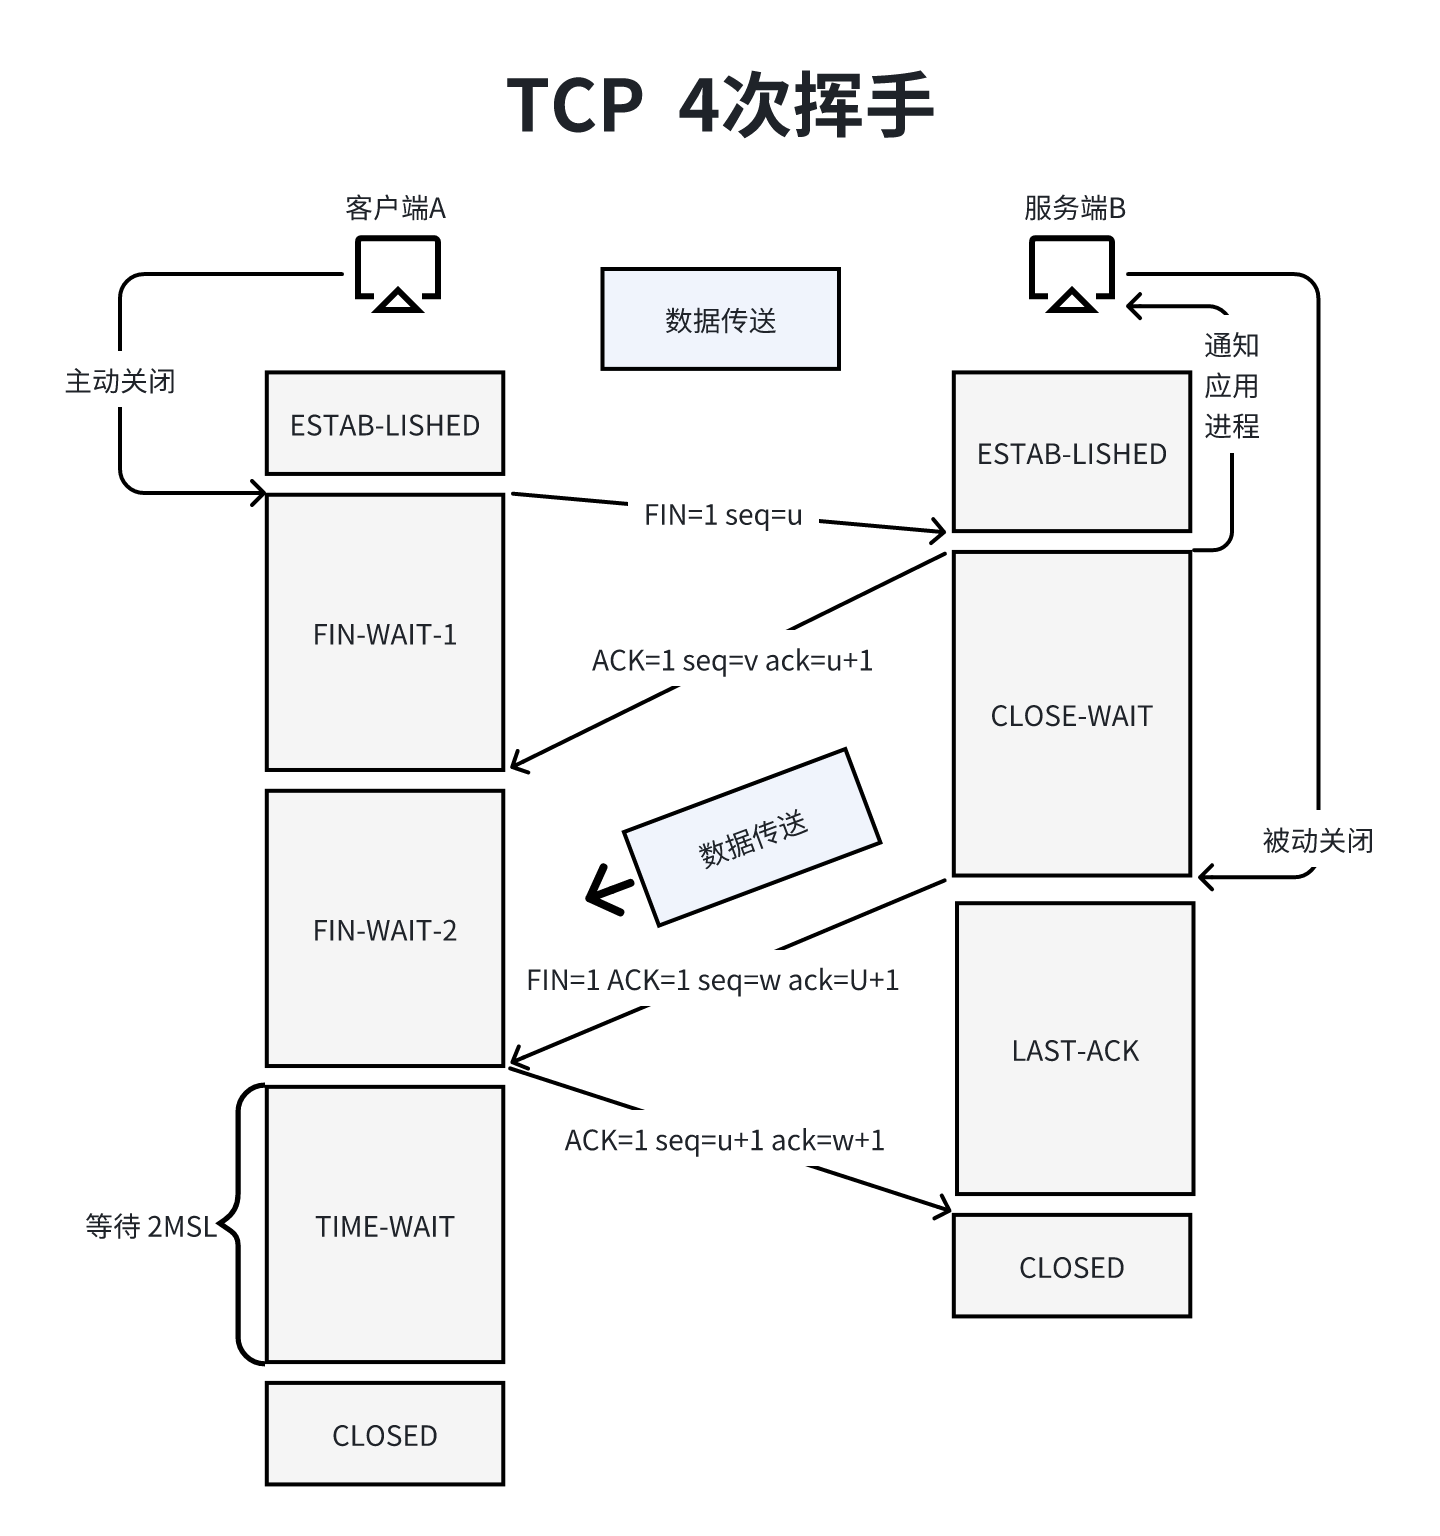 TCP 4次挥手
客户端A
服务端B
数据传送
通知
应用
进程
主动关闭
ESTAB-LISHED
ESTAB-LISHED
FIN=1 seq=u
FIN-WAIT-1
ACK=1 seq=v ack=u+1
CLOSE-WAIT
数据传送
被动关闭
FIN-WAIT-2
FIN=1 ACK=1 seq=w ack=U+1
LAST-ACK
ACK=1 seq=u+1 ack=w+1
等待 2MSL
TIME-WAIT
CLOSED
CLOSED